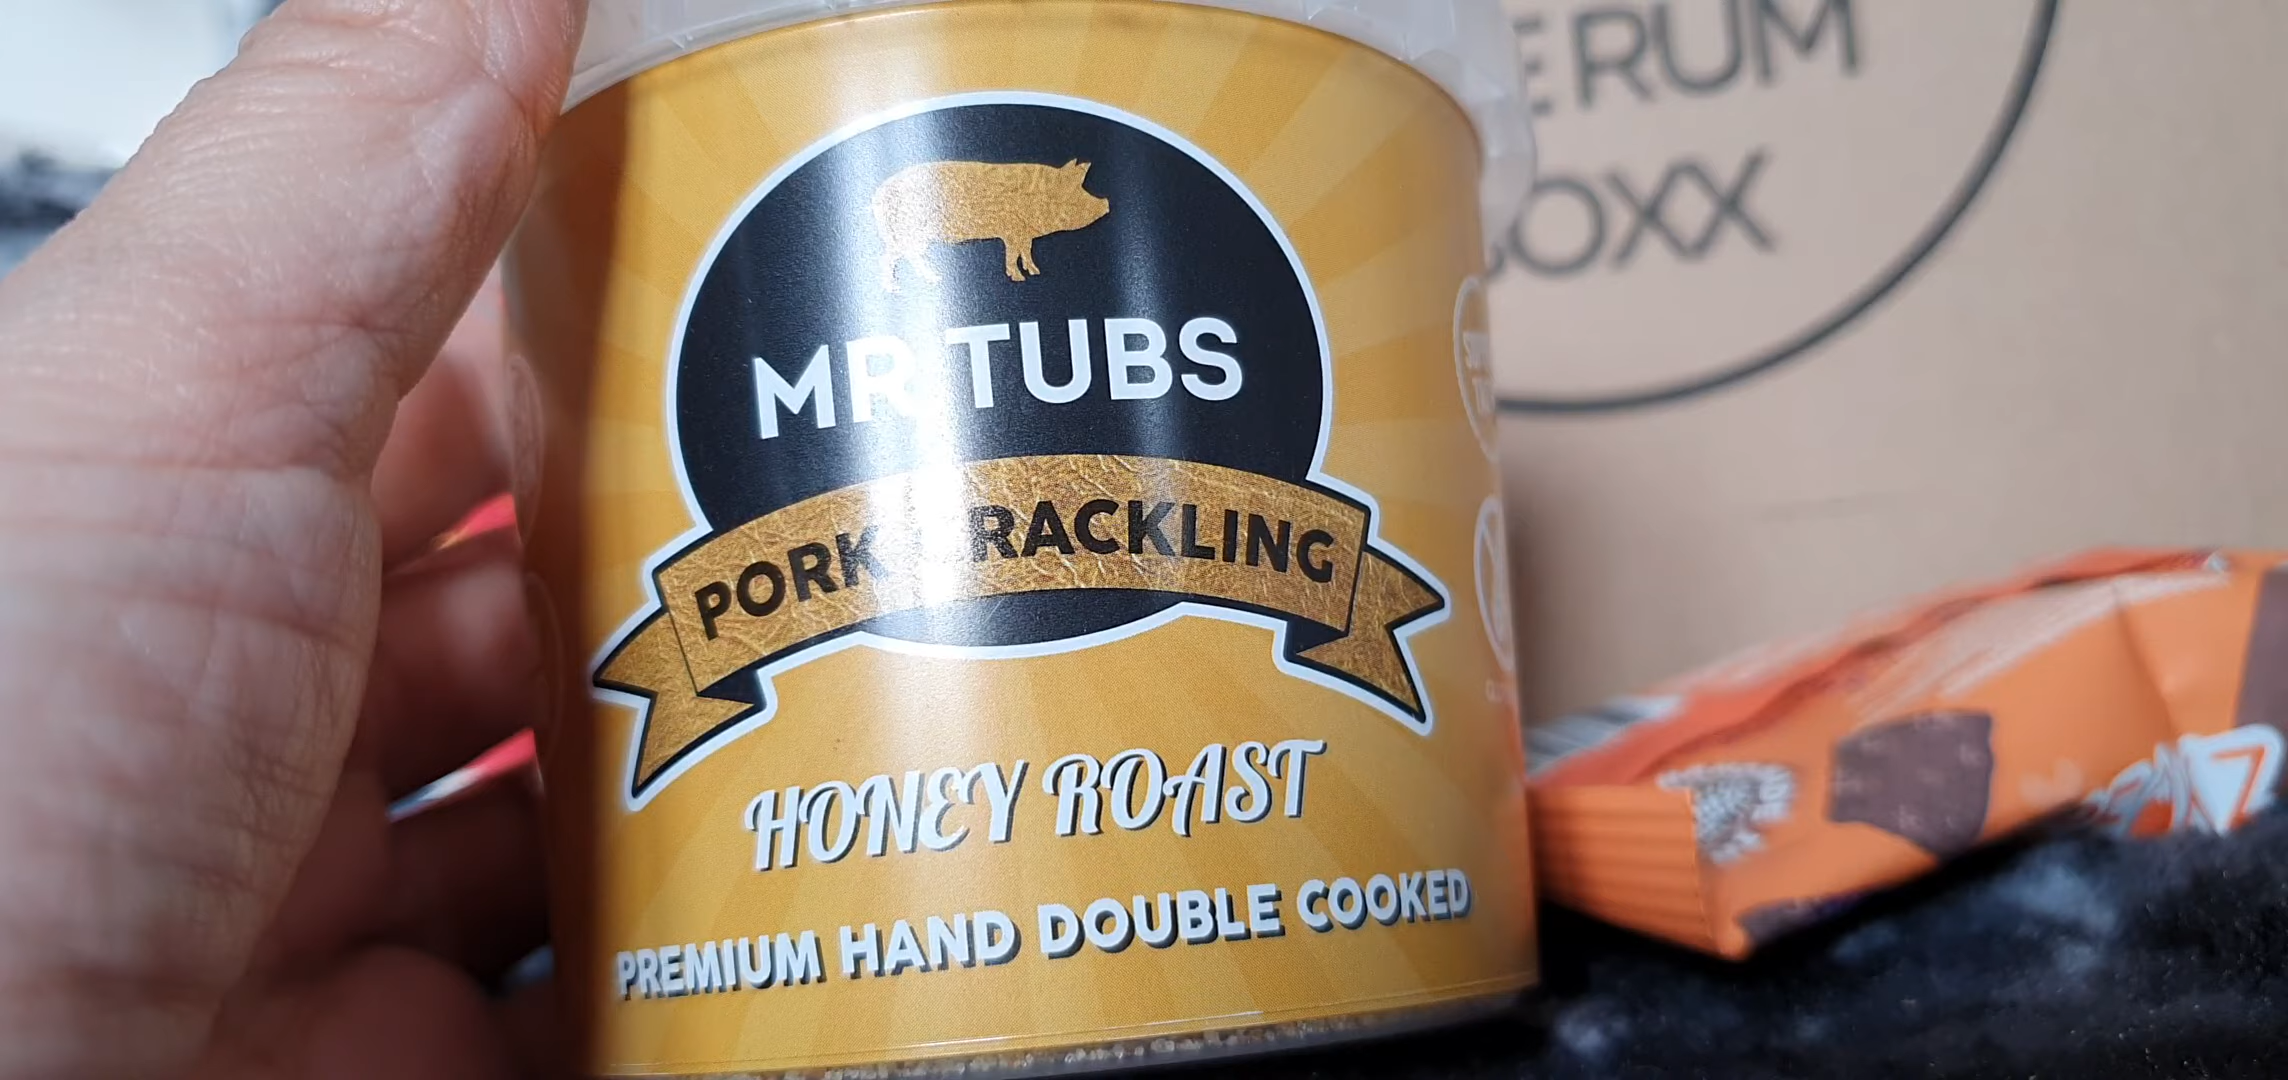 MR TUBS
PORK CRACKLING
HONEY ROAST
PREMIUM HAND DOUBLE COOKED
RUM
OXX